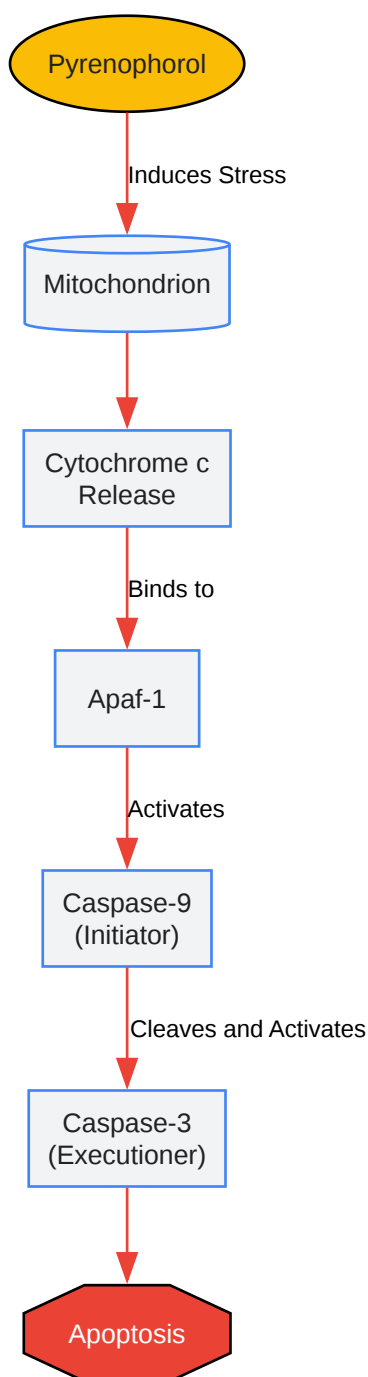 Pyrenophorol
Induces Stress
Mitochondrion
Cytochrome c
Release
Binds to
Apaf-1
Activates
Caspase-9
(Initiator)
Cleaves and Activates
Caspase-3
(Executioner)
Apoptosis